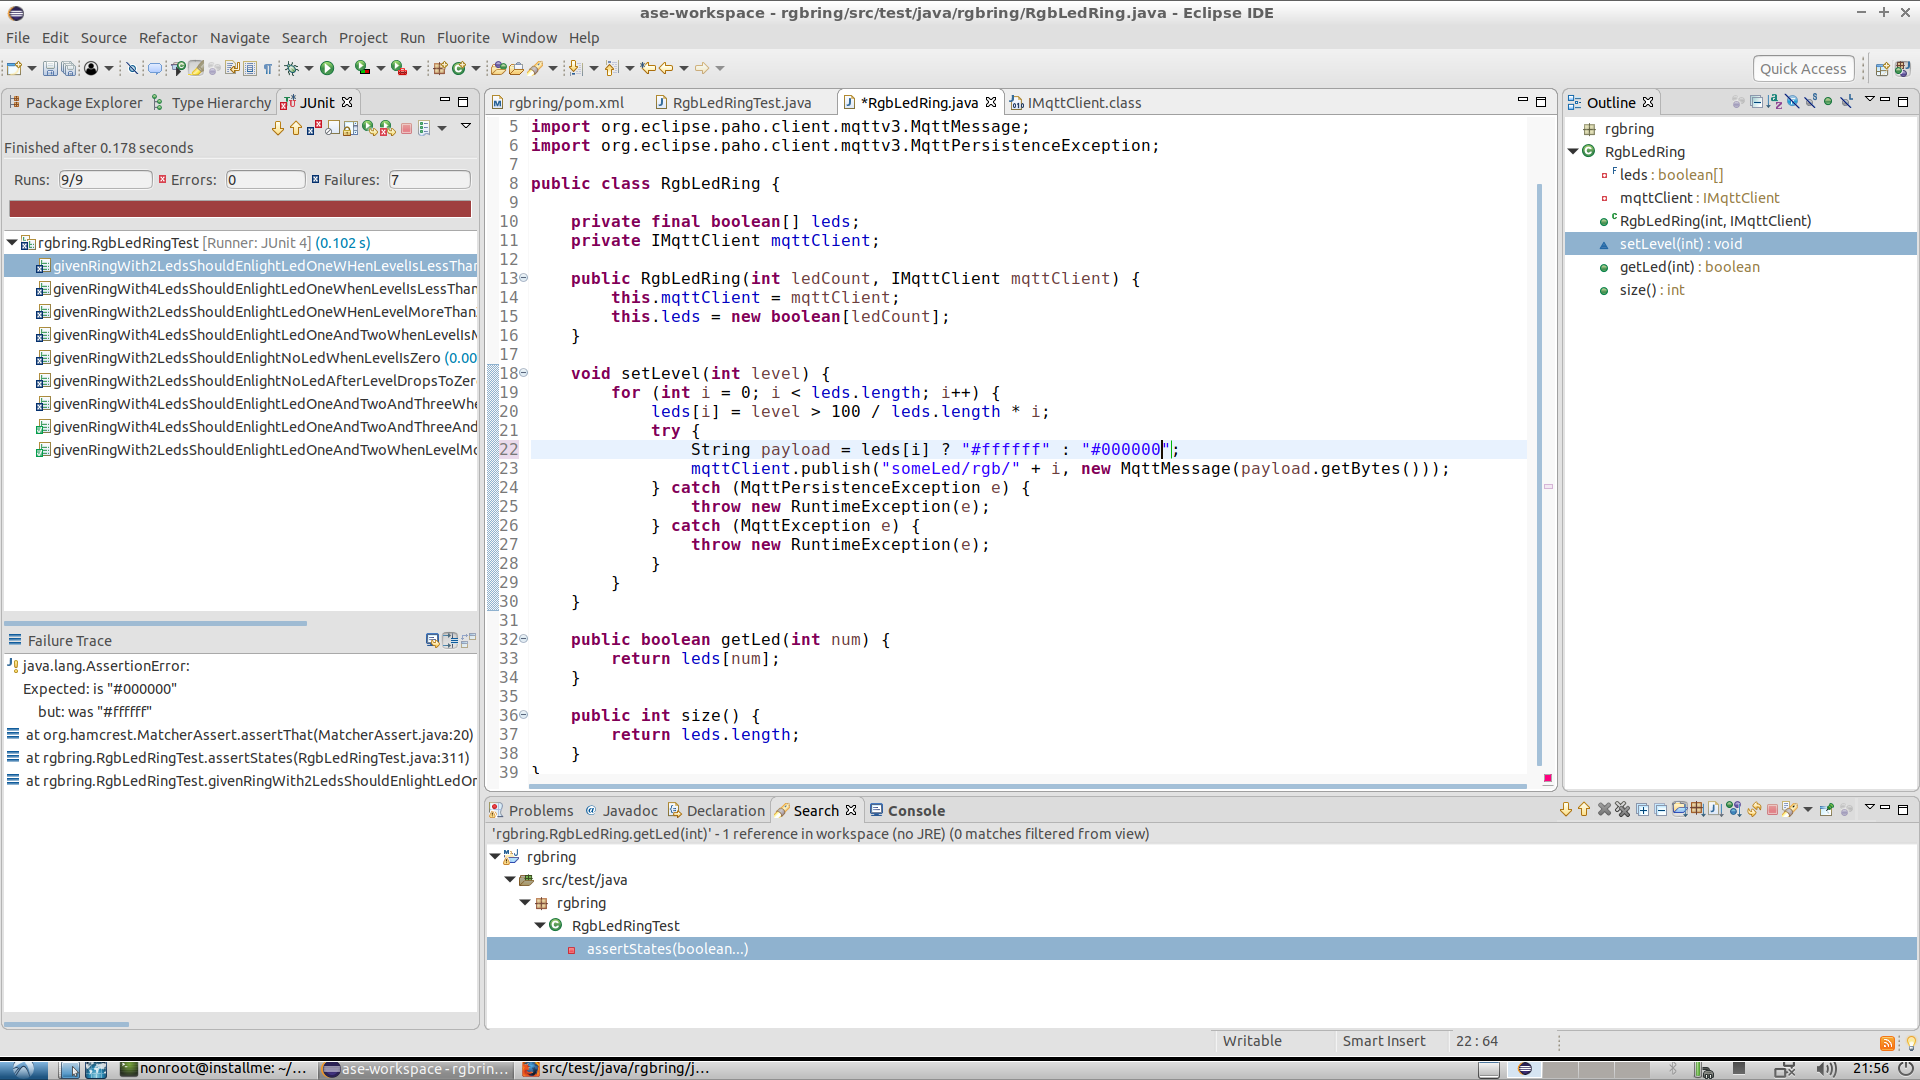 ase-workspace - rgbring/src/test/java/rgbring/RgbLedRing.java - Eclipse IDE
File Edit Source Refactor Navigate Search Project Run Fluorite Window Help
Quick Access
Package Explorer Type Hierarchy JUnit
Finished after 0.178 seconds
Runs: 9/9 Errors: 0 Failures: 7
rgbring.RgbLedRingTest [Runner: JUnit 4] (0.102 s)
givenRingWith2LedsShouldEnlightLedOneWHenLevelIsLessThan
givenRingWith4LedsShouldEnlightLedOneWhenLevelIsLessThan
givenRingWith2LedsShouldEnlightLedOneWHenLevelMoreThan
givenRingWith4LedsShouldEnlightLedOneAndTwoWhenLevelIsM
givenRingWith2LedsShouldEnlightNoLedWhenLevelIsZero (0.00
givenRingWith2LedsShouldEnlightNoLedAfterLevelDropsToZer
givenRingWith4LedsShouldEnlightLedOneAndTwoAndThreeWhe
givenRingWith4LedsShouldEnlightLedOneAndTwoAndThreeAnd
givenRingWith2LedsShouldEnlightLedOneAndTwoWhenLevelMo
Failure Trace
java.lang.AssertionError:
Expected: is "#000000"
but: was "#ffffff"
at org.hamcrest.MatcherAssert.assertThat(MatcherAssert.java:20)
at rgbring.RgbLedRingTest.assertStates(RgbLedRingTest.java:311)
at rgbring.RgbLedRingTest.givenRingWith2LedsShouldEnlightLedOn
rgbring/pom.xml RgbLedRingTest.java *RgbLedRing.java IMqttClient.class
5 import org.eclipse.paho.client.mqttv3.MqttMessage;
6 import org.eclipse.paho.client.mqttv3.MqttPersistenceException;
7
8 public class RgbLedRing {
9
10 private final boolean[] leds;
11 private IMqttClient mqttClient;
12
13 public RgbLedRing(int ledCount, IMqttClient mqttClient) {
14 this.mqttClient = mqttClient;
15 this.leds = new boolean[ledCount];
16 }
17
18 void setLevel(int level) {
19 for (int i = 0; i < leds.length; i++) {
20 leds[i] = level > 100 / leds.length * i;
21 try {
22 String payload = leds[i] ? "#ffffff" : "#000000";
23 mqttClient.publish("someLed/rgb/" + i, new MqttMessage(payload.getBytes()));
24 } catch (MqttPersistenceException e) {
25 throw new RuntimeException(e);
26 } catch (MqttException e) {
27 throw new RuntimeException(e);
28 }
29 }
30 }
31
32 public boolean getLed(int num) {
33 return leds[num];
34 }
35
36 public int size() {
37 return leds.length;
38 }
39 }
Outline
rgbring
RgbLedRing
leds : boolean[]
mqttClient : IMqttClient
RgbLedRing(int, IMqttClient)
setLevel(int) : void
getLed(int) : boolean
size() : int
Problems Javadoc Declaration Search Console
'rgbring.RgbLedRing.getLed(int)' - 1 reference in workspace (no JRE) (0 matches filtered from view)
rgbring
src/test/java
rgbring
RgbLedRingTest
assertStates(boolean...)
Writable Smart Insert 22 : 64
nonroot@installme: ~/... ase-workspace - rgbrin... src/test/java/rgbring/j... 21:56